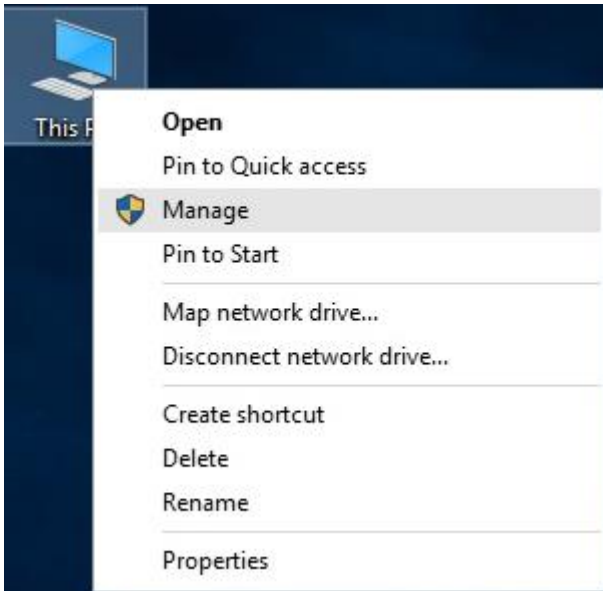 This
Open
Pin to Quick access
Manage
Pin to Start
Map network drive...
Disconnect network drive...
Create shortcut
Delete
Rename
Properties